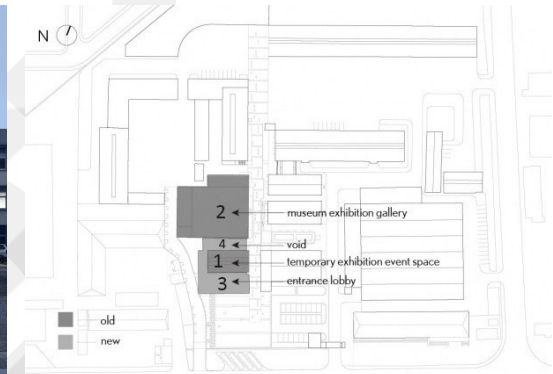 N
2 museum exhibition gallery
4 void
1 temporary exhibition event space
3 entrance lobby
old
new